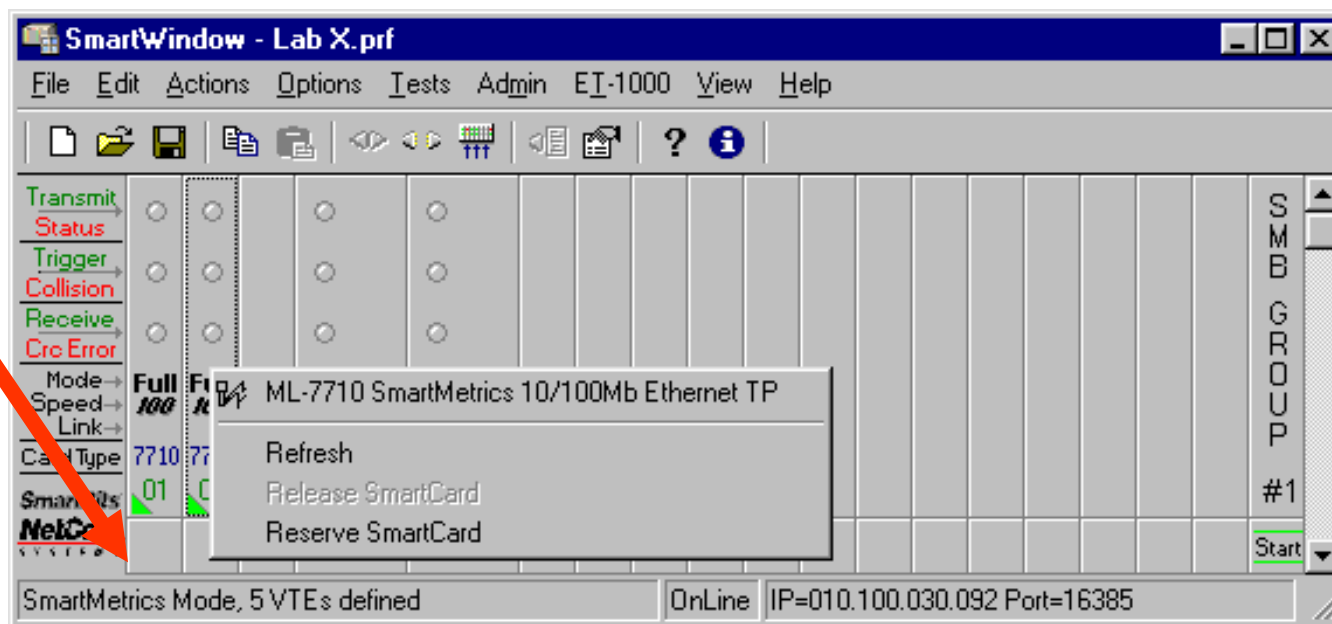 SmartWindow - Lab X.prf
File Edit Actions Options Tests Admin ET-1000 View Help
Transmit
Status
Trigger
Collision
Receive
Crc Error
Mode
Speed
Link
Full
100
Card Type 7710
01
ML-7710 SmartMetrics 10/100Mb Ethernet TP
Refresh
Release SmartCard
Reserve SmartCard
SMB GROUP
#1
Start
SmartMetrics Mode, 5 VTEs defined OnLine IP=010.100.030.092 Port=16385